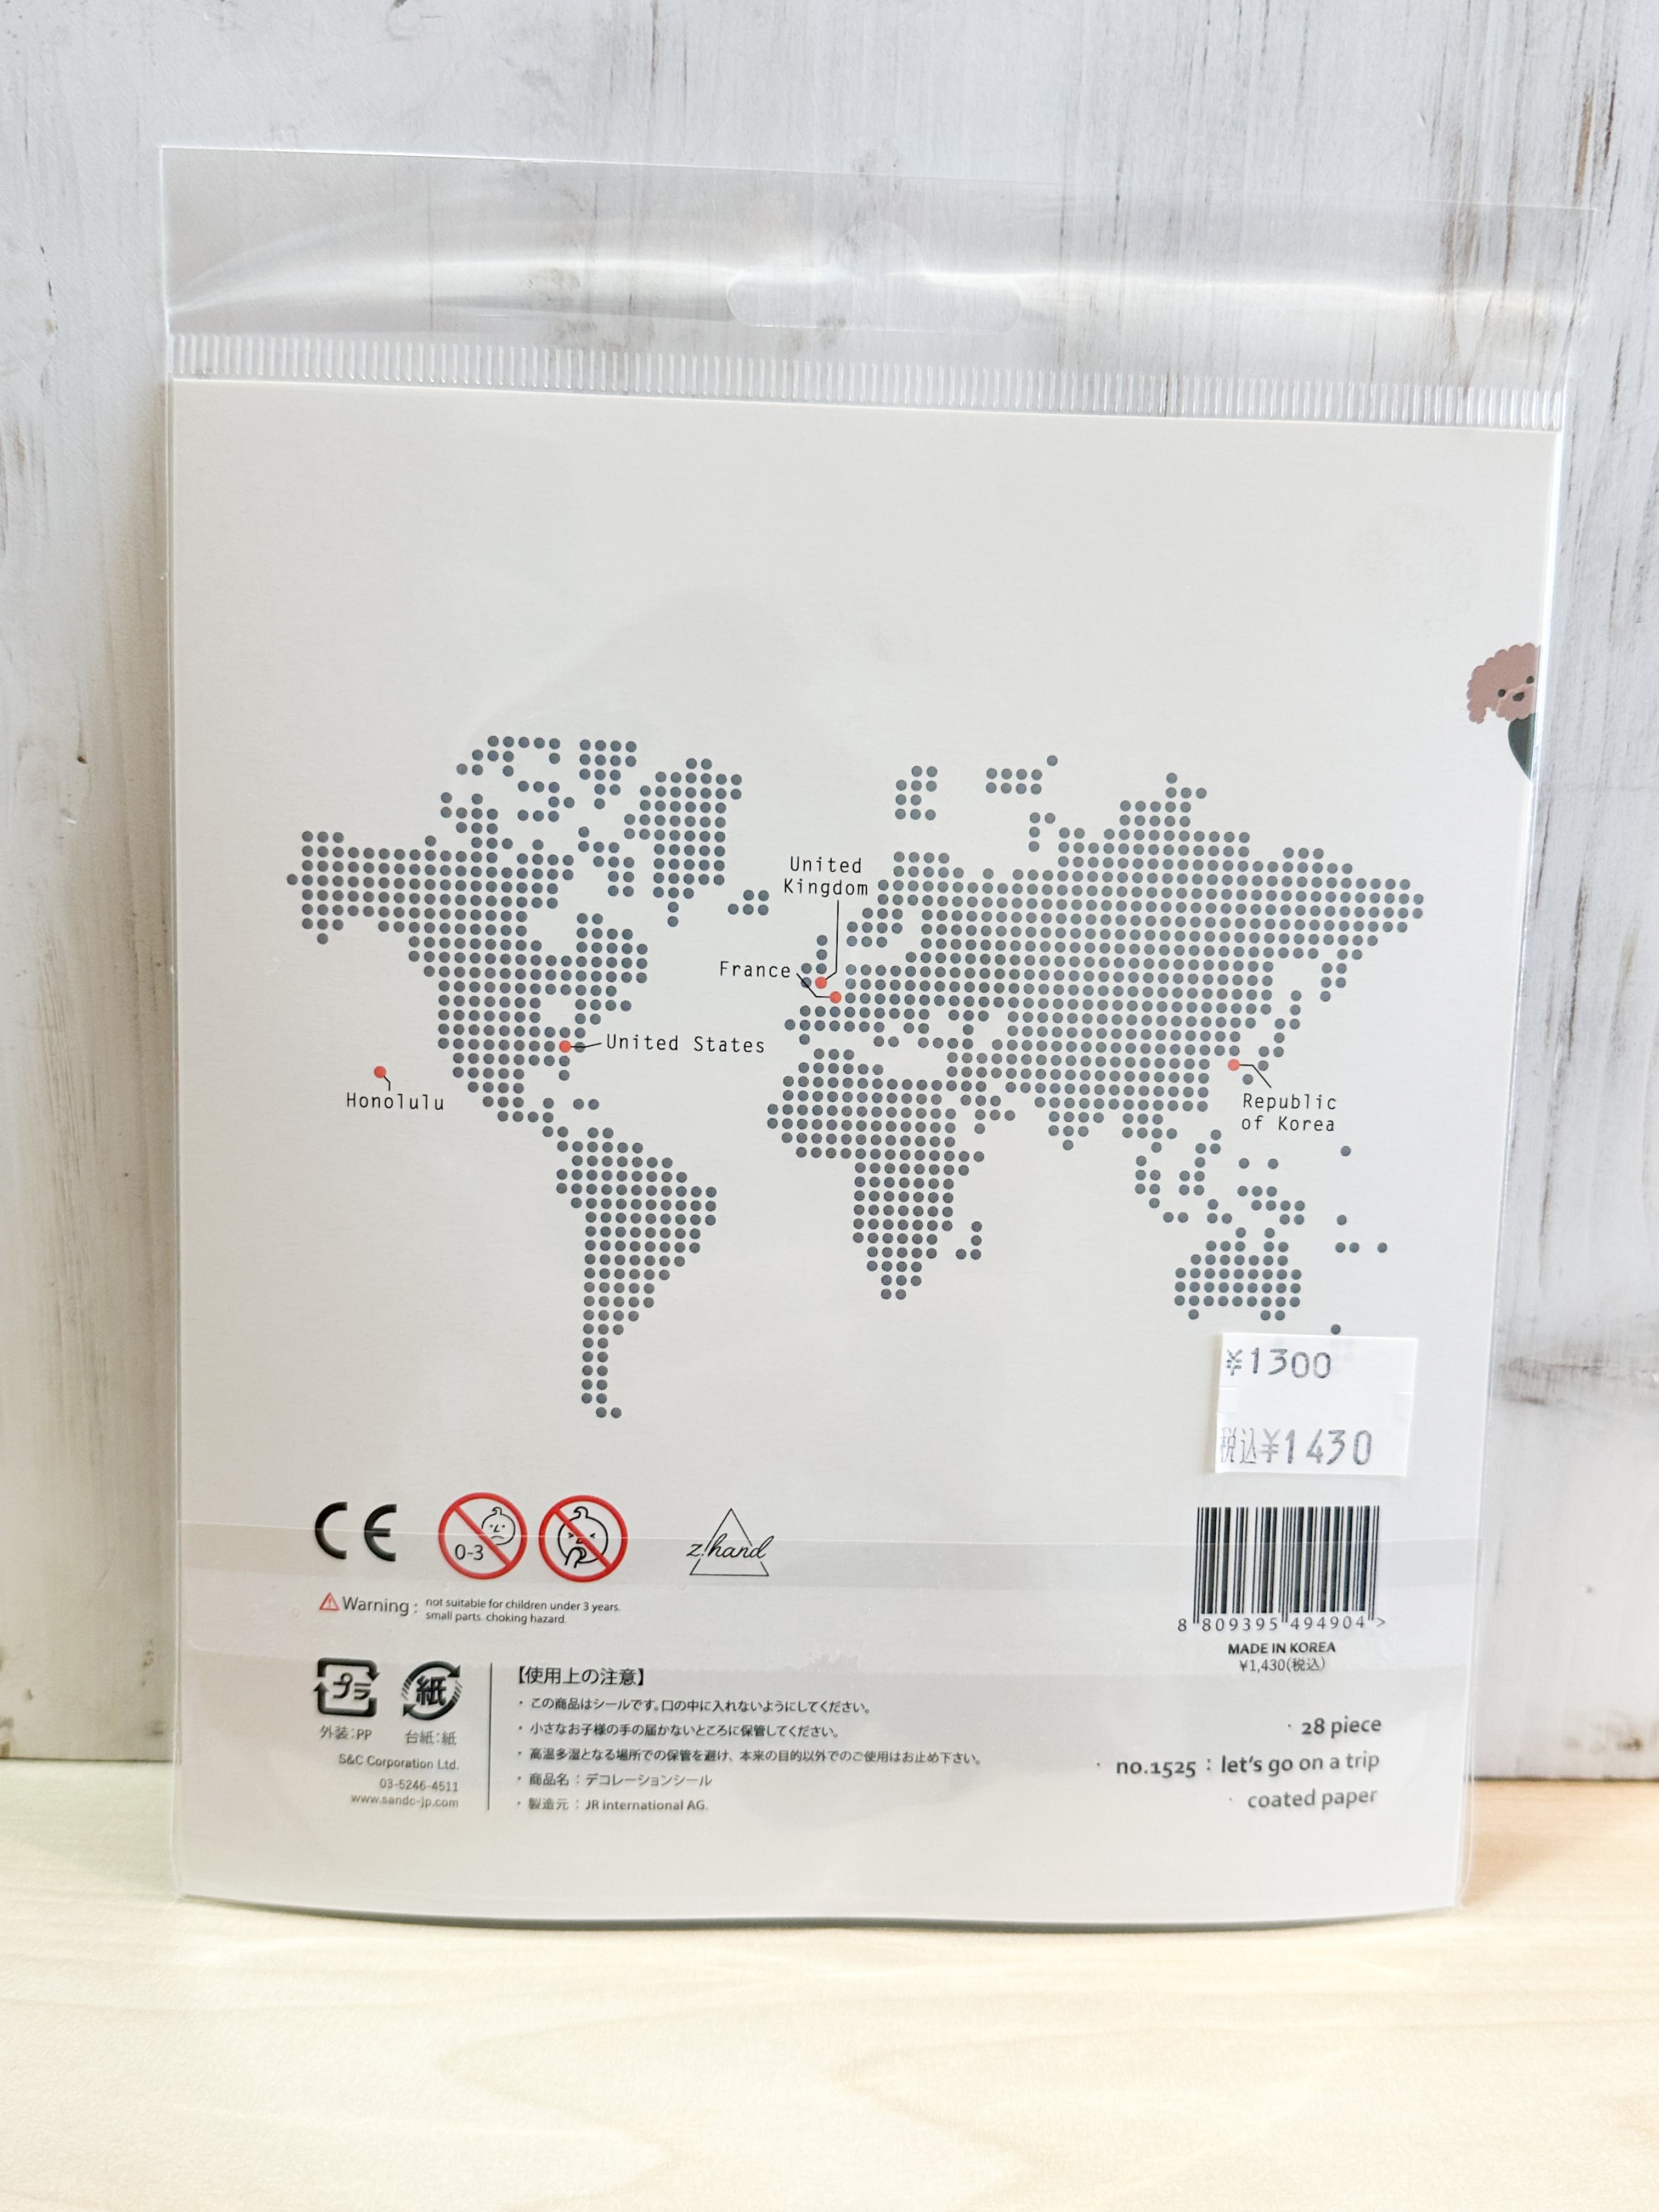 United
Kingdom
France
United States
Honolulu
Republic
of Korea
¥1300
税込¥1430
CE
0-3
z!hand
Warning : not suitable for children under 3 years.
small parts. choking hazard.
8 809395 494904 >
MADE IN KOREA
¥1,430(税込)
プラ
紙
外装:PP
台紙:紙
S&C Corporation Ltd.
03-5246-4511
www.sandc-jp.com
【使用上の注意】
・この商品はシールです。口の中に入れないようにしてください。
・小さなお子様の手の届かないところに保管してください。
・高温多湿となる場所での保管を避け、本来の目的以外でのご使用はお止め下さい。
・商品名：デコレーションシール
・製造元：JR international AG.
· 28 piece
· no.1525 : let's go on a trip
· coated paper